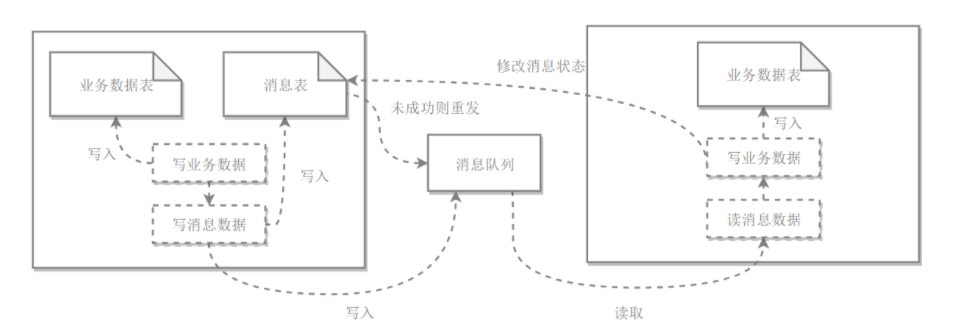 业务数据表
消息表
修改消息状态
业务数据表
未成功则重发
写入
写入
写业务数据
写入
消息队列
写业务数据
写消息数据
读消息数据
写入
读取